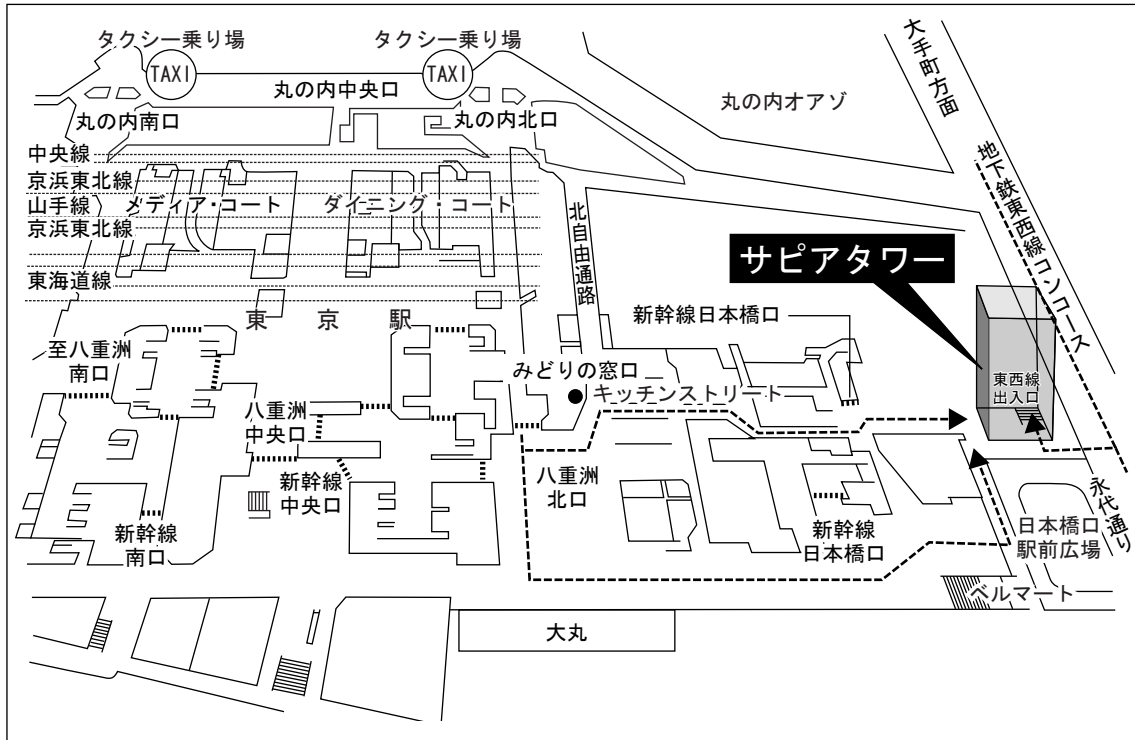 タクシー乗り場
タクシー乗り場
TAXI
TAXI
丸の内中央口
丸の内南口
丸の内北口
丸の内オアゾ
大手町方面
地下鉄東西線コンコース
中央線
京浜東北線
山手線
京浜東北線
東海道線
メディア・コート
ダイニング・コート
北自由通路
サピアタワー
東京駅
新幹線日本橋口
至八重洲
南口
みどりの窓口
キッチンストリート
東西線
出入口
八重洲
中央口
新幹線
中央口
八重洲
北口
新幹線
南口
新幹線
日本橋口
日本橋口
駅前広場
永代通り
ベルマート
大丸